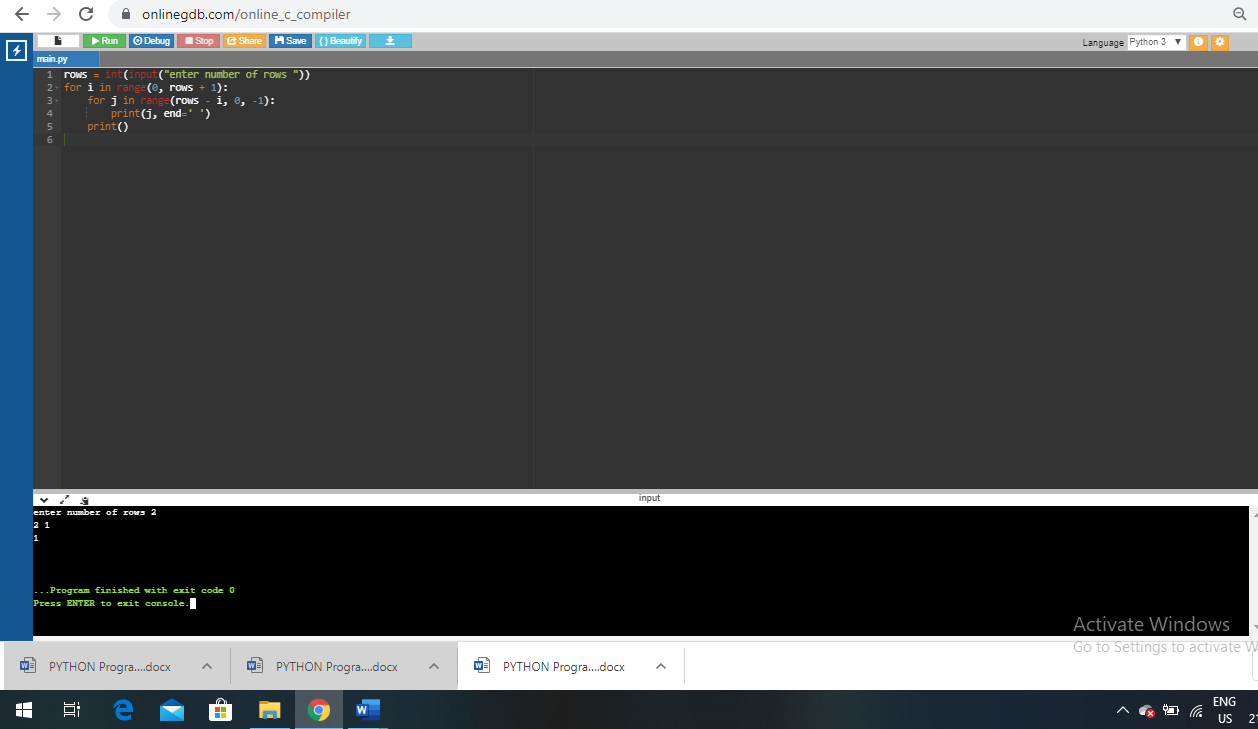 onlinegdb.com/online_c_compiler
Run Debug Stop Share Save { } Beautify
Language Python 3
main.py
1 rows = int(input("enter number of rows "))
2 for i in range(0, rows + 1):
3 for j in range(rows - i, 0, -1):
4 print(j, end=' ')
5 print()
6
input
enter number of rows 2
2 1
1
...Program finished with exit code 0
Press ENTER to exit console.
Activate Windows
Go to Settings to activate W
PYTHON Progra....docx PYTHON Progra....docx PYTHON Progra....docx
ENG
US 21